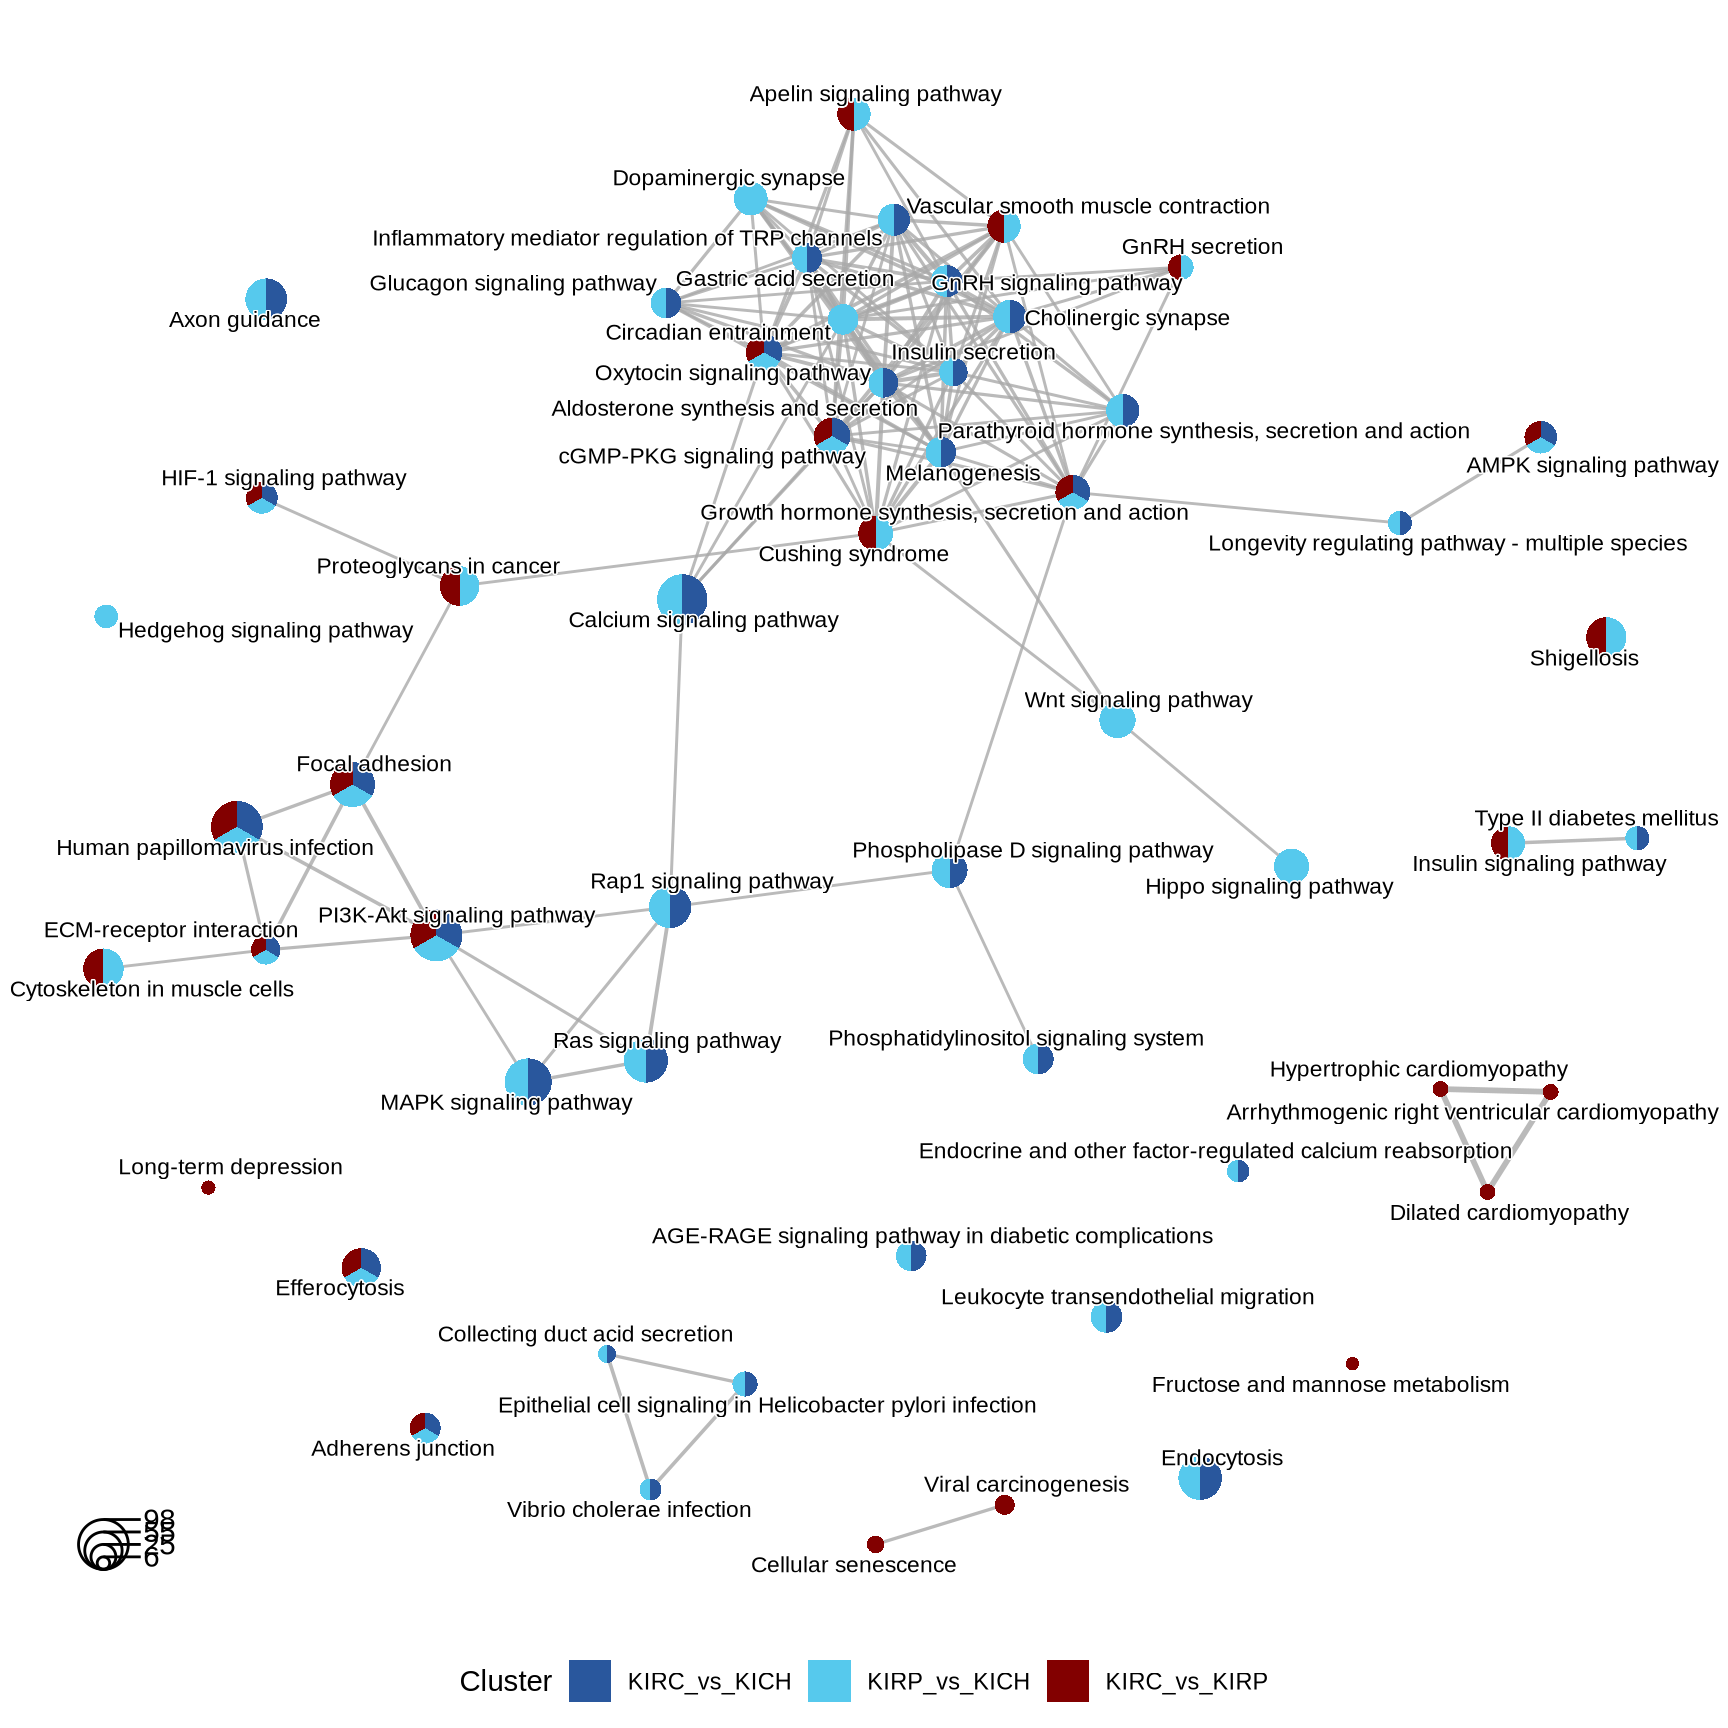 Apelin signaling pathway
Dopaminergic synapse
Vascular smooth muscle contraction
Inflammatory mediator regulation of TRP channels
GnRH secretion
Glucagon signaling pathway
Gastric acid secretion
GnRH signaling pathway
Axon guidance
Cholinergic synapse
Circadian entrainment
Insulin secretion
Oxytocin signaling pathway
Aldosterone synthesis and secretion
Parathyroid hormone synthesis, secretion and action
cGMP-PKG signaling pathway
AMPK signaling pathway
Melanogenesis
HIF-1 signaling pathway
Growth hormone synthesis, secretion and action
Longevity regulating pathway - multiple species
Cushing syndrome
Proteoglycans in cancer
Calcium signaling pathway
Hedgehog signaling pathway
Shigellosis
Wnt signaling pathway
Focal adhesion
Type II diabetes mellitus
Human papillomavirus infection
Phospholipase D signaling pathway
Insulin signaling pathway
Rap1 signaling pathway
Hippo signaling pathway
PI3K-Akt signaling pathway
ECM-receptor interaction
Cytoskeleton in muscle cells
Phosphatidylinositol signaling system
Ras signaling pathway
Hypertrophic cardiomyopathy
MAPK signaling pathway
Arrhythmogenic right ventricular cardiomyopathy
Endocrine and other factor-regulated calcium reabsorption
Long-term depression
Dilated cardiomyopathy
AGE-RAGE signaling pathway in diabetic complications
Efferocytosis
Leukocyte transendothelial migration
Collecting duct acid secretion
Fructose and mannose metabolism
Epithelial cell signaling in Helicobacter pylori infection
Adherens junction
Endocytosis
Viral carcinogenesis
Vibrio cholerae infection
Cellular senescence
98
25
6
Cluster KIRC_vs_KICH KIRP_vs_KICH KIRC_vs_KIRP